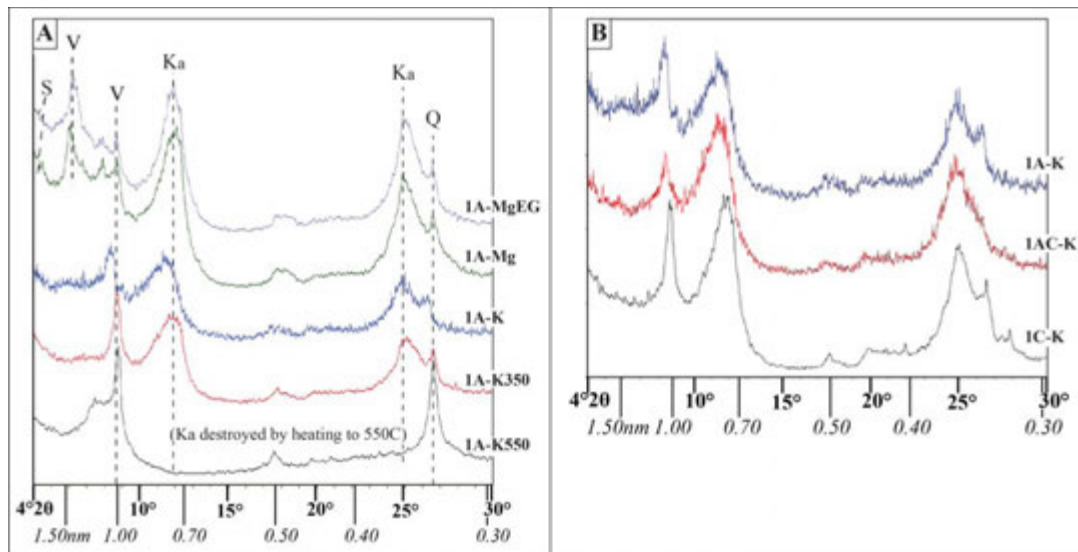 A
V
S
V
Ka
Ka
Q
1A-MgEG
1A-Mg
1A-K
1A-K350
(Ka destroyed by heating to 550C)
1A-K550
4°2θ 10° 15° 20° 25° 30°
1.50nm 1.00 0.70 0.50 0.40 0.30
B
1A-K
1AC-K
1C-K
4°2θ 10° 15° 20° 25° 30°
1.50nm 1.00 0.70 0.50 0.40 0.30